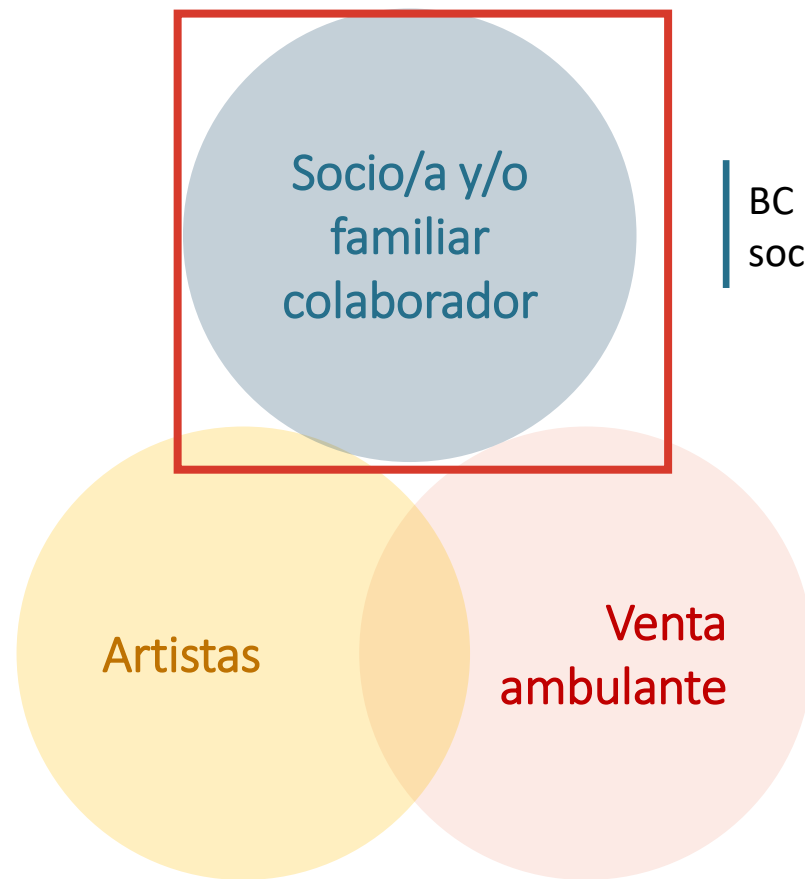 Socio/a y/o
familiar
colaborador
BC
soc
Artistas
Venta
ambulante